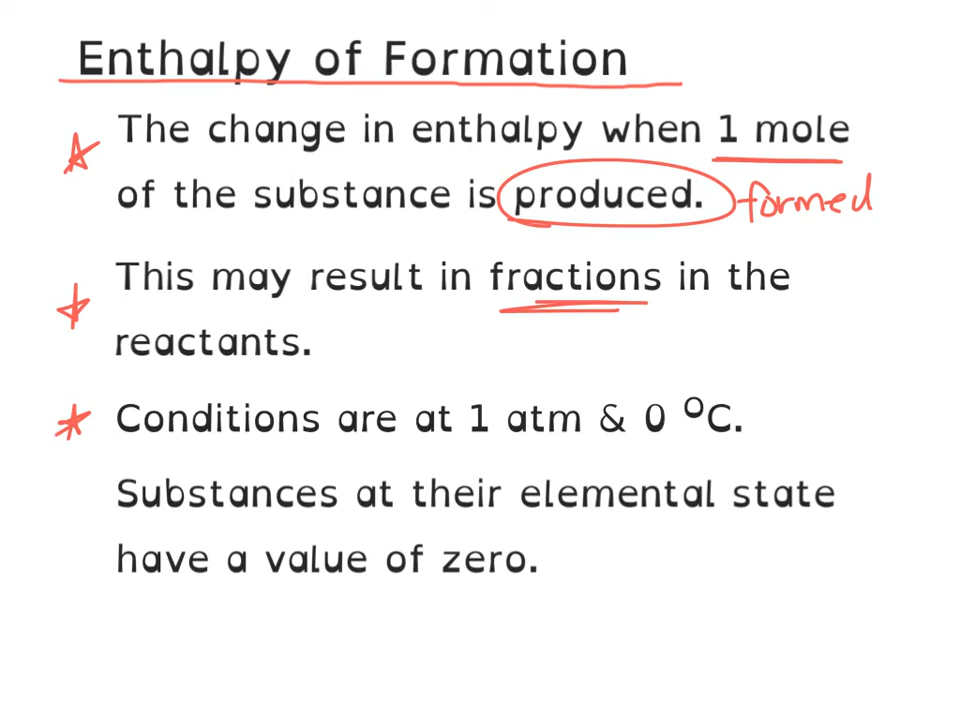 Enthalpy of Formation
The change in enthalpy when 1 mole
of the substance is produced. formed
This may result in fractions in the
reactants.
Conditions are at 1 atm & 0 °C.
Substances at their elemental state
have a value of zero.